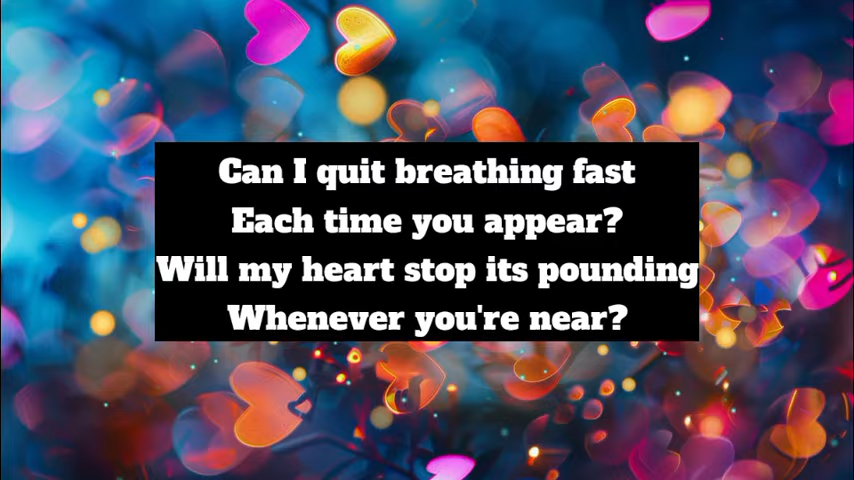 Can I quit breathing fast
Each time you appear?
Will my heart stop its pounding
Whenever you're near?